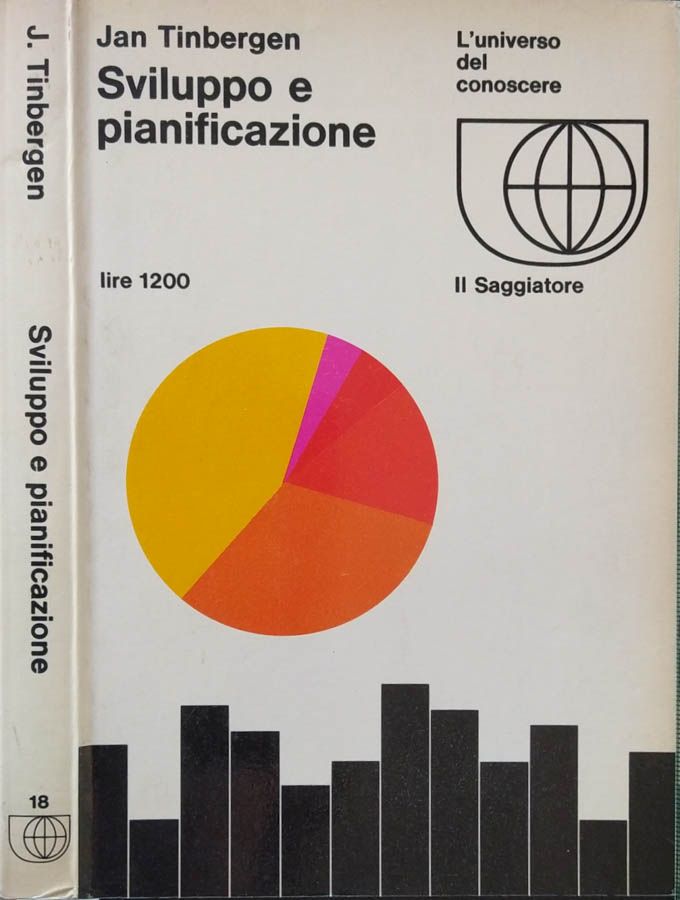 J. Tinbergen
Sviluppo e pianificazione
18
Jan Tinbergen
Sviluppo e
pianificazione
L'universo
del
conoscere
lire 1200
Il Saggiatore